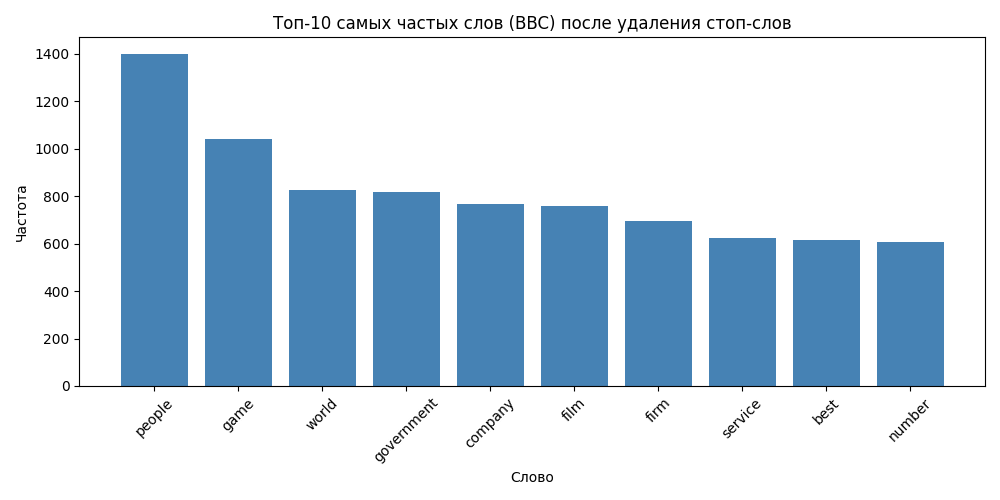 Топ-10 самых частых слов (BBC) после удаления стоп-слов
Частота
1400
1200
1000
800
600
400
200
0
people
game
world
government
company
film
firm
service
best
number
Слово